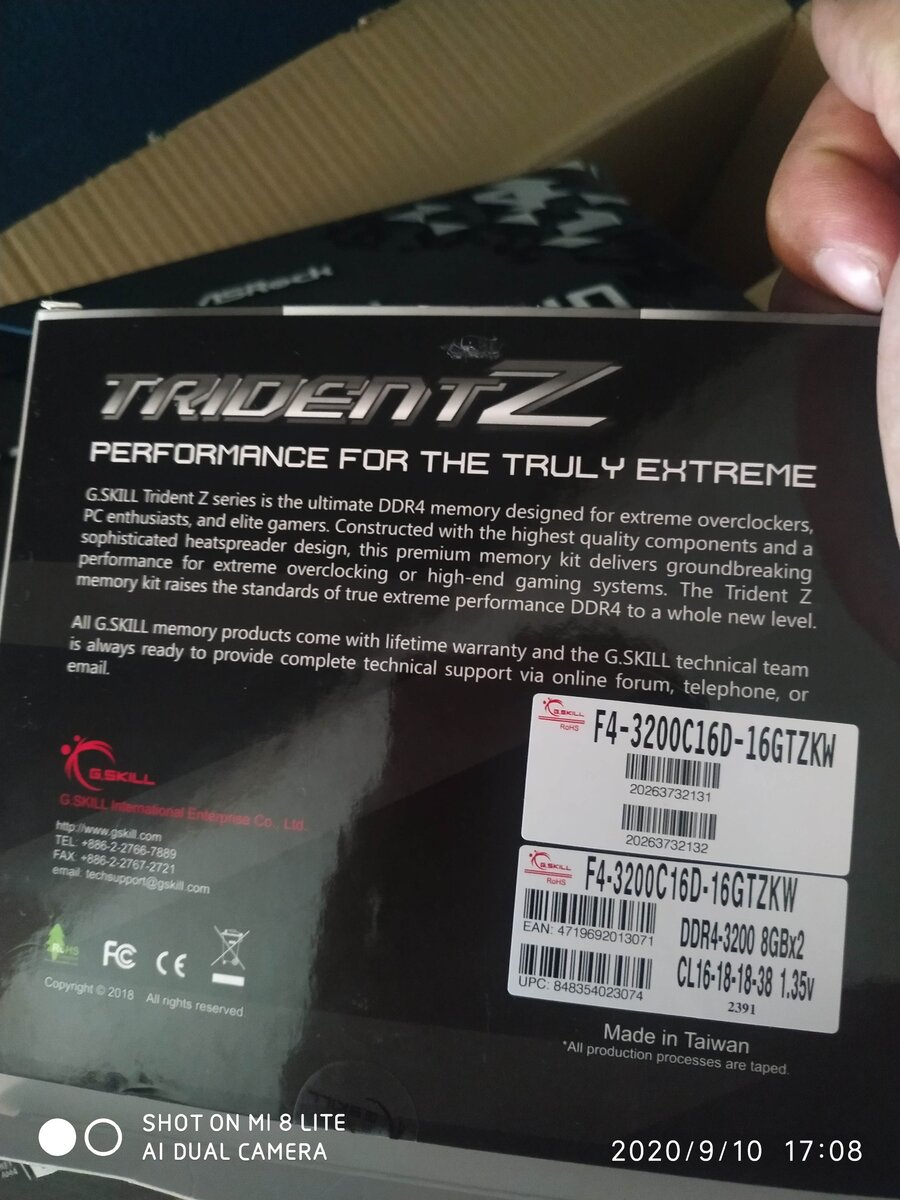 ASRock
TRIDENTZ
PERFORMANCE FOR THE TRULY EXTREME
G.SKILL Trident Z series is the ultimate DDR4 memory designed for extreme overclockers,
PC enthusiasts, and elite gamers. Constructed with the highest quality components and a
sophisticated heatspreader design, this premium memory kit delivers groundbreaking
performance for extreme overclocking or high-end gaming systems. The Trident Z
memory kit raises the standards of true extreme performance DDR4 to a whole new level.
All G.SKILL memory products come with lifetime warranty and the G.SKILL technical team
is always ready to provide complete technical support via online forum, telephone, or
email.
G.SKILL
RoHS
F4-3200C16D-16GTZKW
20263732131
20263732132
G.SKILL
RoHS
F4-3200C16D-16GTZKW
EAN: 4719692013071
DDR4-3200 8GBx2
UPC: 848354023074
CL16-18-18-38 1.35v
2391
G.SKILL
G.SKILL International Enterprise Co., Ltd.
http://www.gskill.com
TEL: +886-2-2766-7889
FAX: +886-2-2767-2721
email: techsupport@gskill.com
RoHS
FC CE
Copyright © 2018 All rights reserved
Made in Taiwan
*All production processes are taped.
SHOT ON MI 8 LITE
AI DUAL CAMERA
2020/9/10 17:08